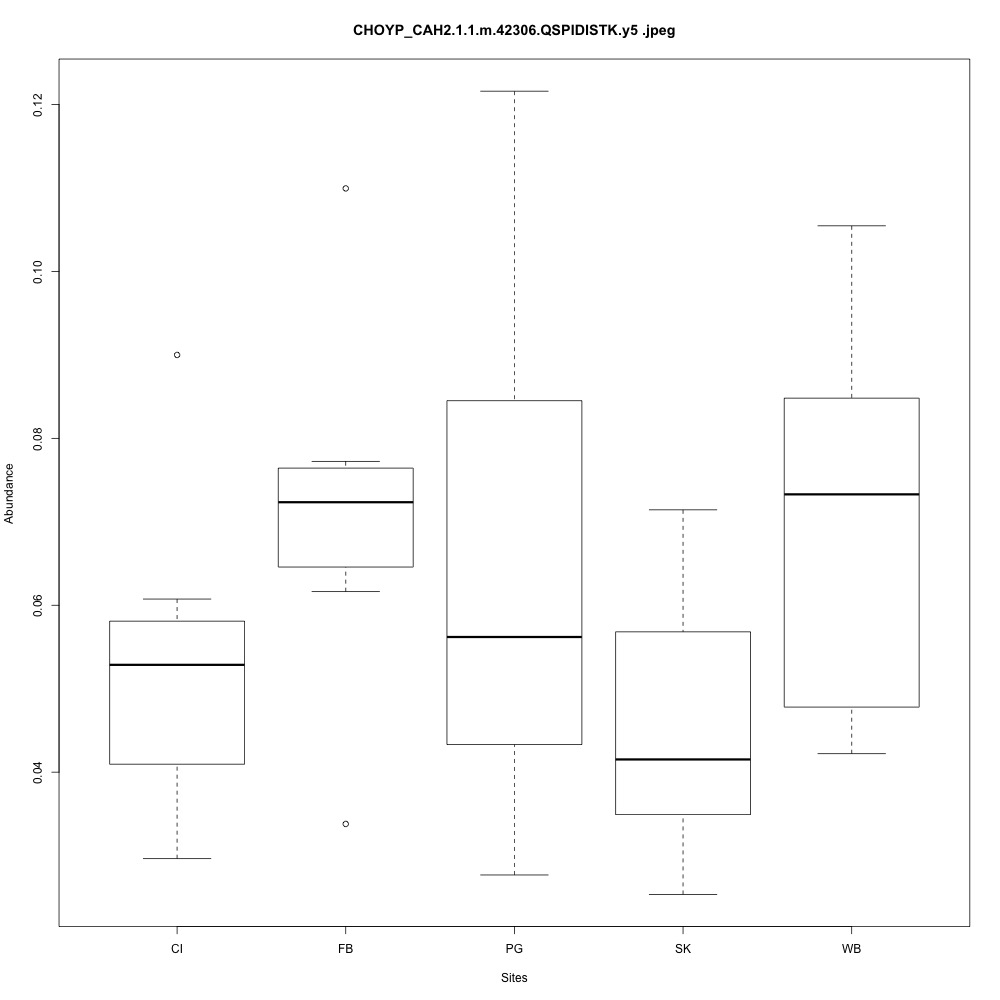 CHOYP_CAH2.1.1.m.42306.QSPIDISTK.y5 .jpeg
0.12
0.10
0.08
0.06
0.04
Abundance
CI FB PG SK WB
Sites